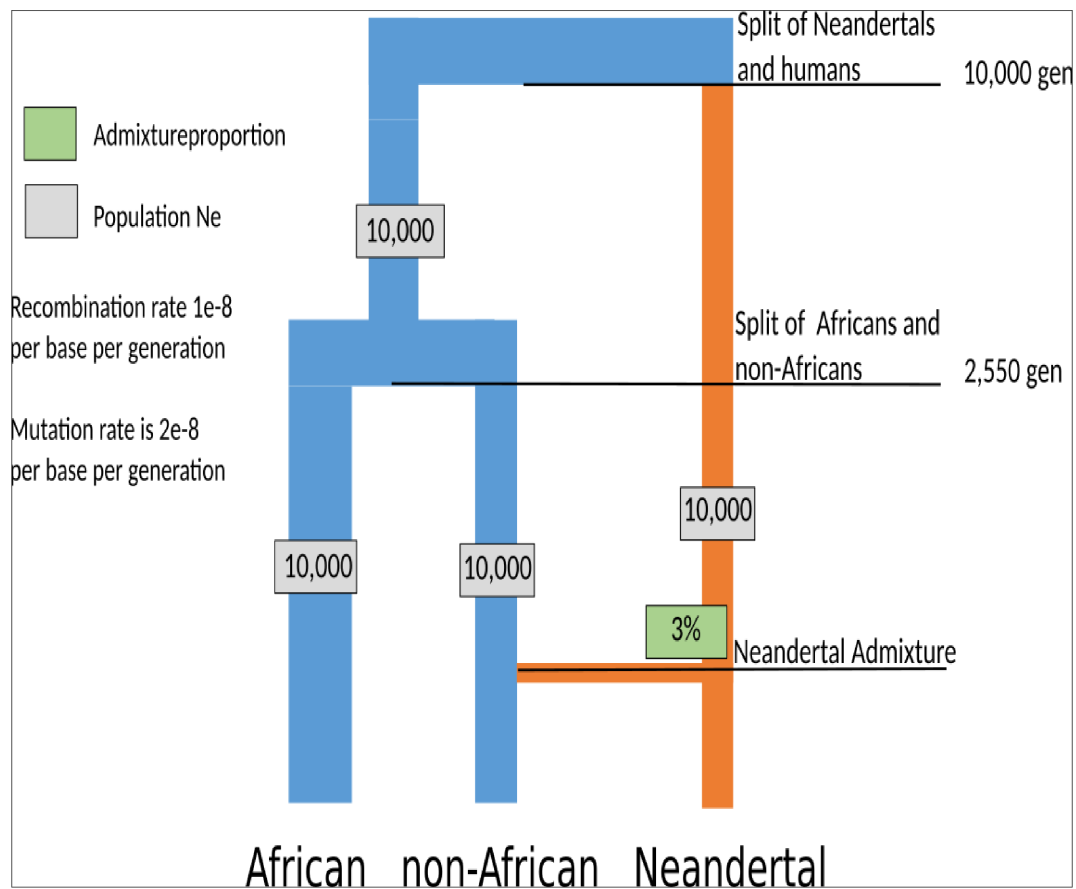 Split of Neandertals
and humans
10,000 gen
Admixtureproportion
Population Ne
10,000
Recombination rate 1e-8
per base per generation
Split of Africans and
non-Africans
2,550 gen
Mutation rate is 2e-8
per base per generation
10,000
10,000
10,000
3%
Neandertal Admixture
African non-African Neandertal